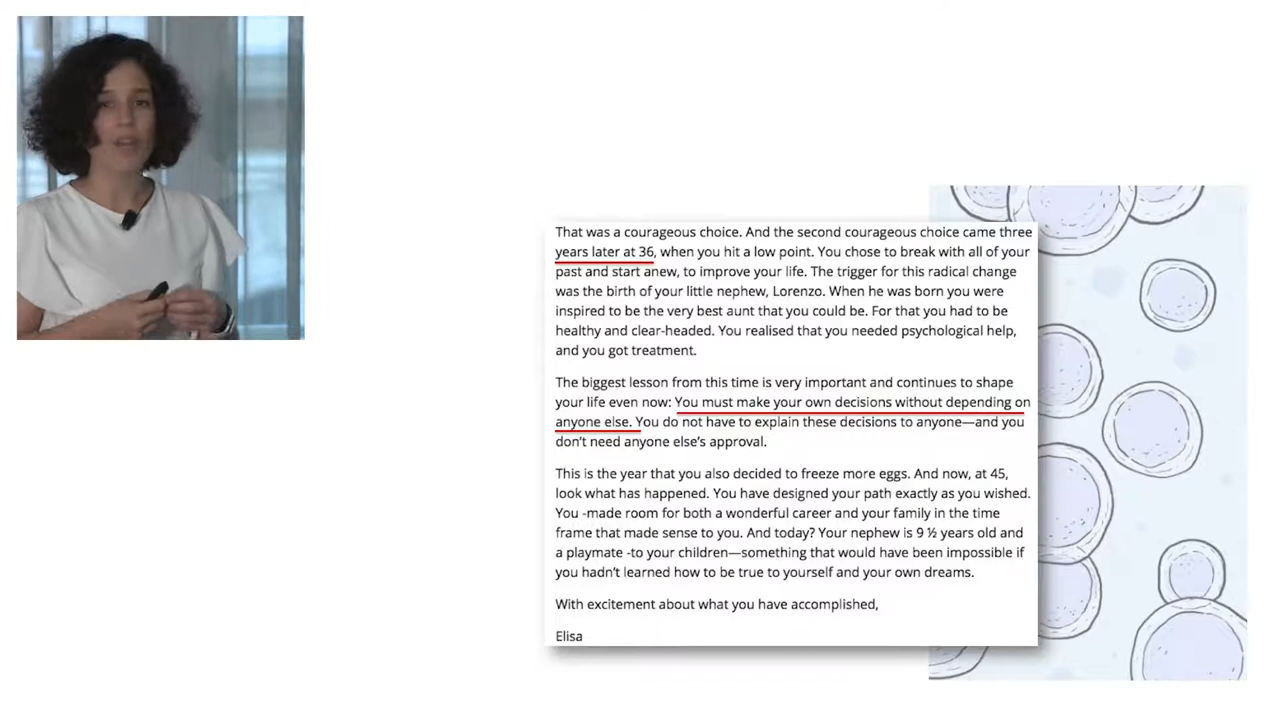 That was a courageous choice. And the second courageous choice came three
years later at 36, when you hit a low point. You chose to break with all of your
past and start anew, to improve your life. The trigger for this radical change
was the birth of your little nephew, Lorenzo. When he was born you were
inspired to be the very best aunt that you could be. For that you had to be
healthy and clear-headed. You realised that you needed psychological help,
and you got treatment.
The biggest lesson from this time is very important and continues to shape
your life even now: You must make your own decisions without depending on
anyone else. You do not have to explain these decisions to anyone—and you
don't need anyone else's approval.
This is the year that you also decided to freeze more eggs. And now, at 45,
look what has happened. You have designed your path exactly as you wished.
You -made room for both a wonderful career and your family in the time
frame that made sense to you. And today? Your nephew is 9 ½ years old and
a playmate -to your children—something that would have been impossible if
you hadn't learned how to be true to yourself and your own dreams.
With excitement about what you have accomplished,
Elisa